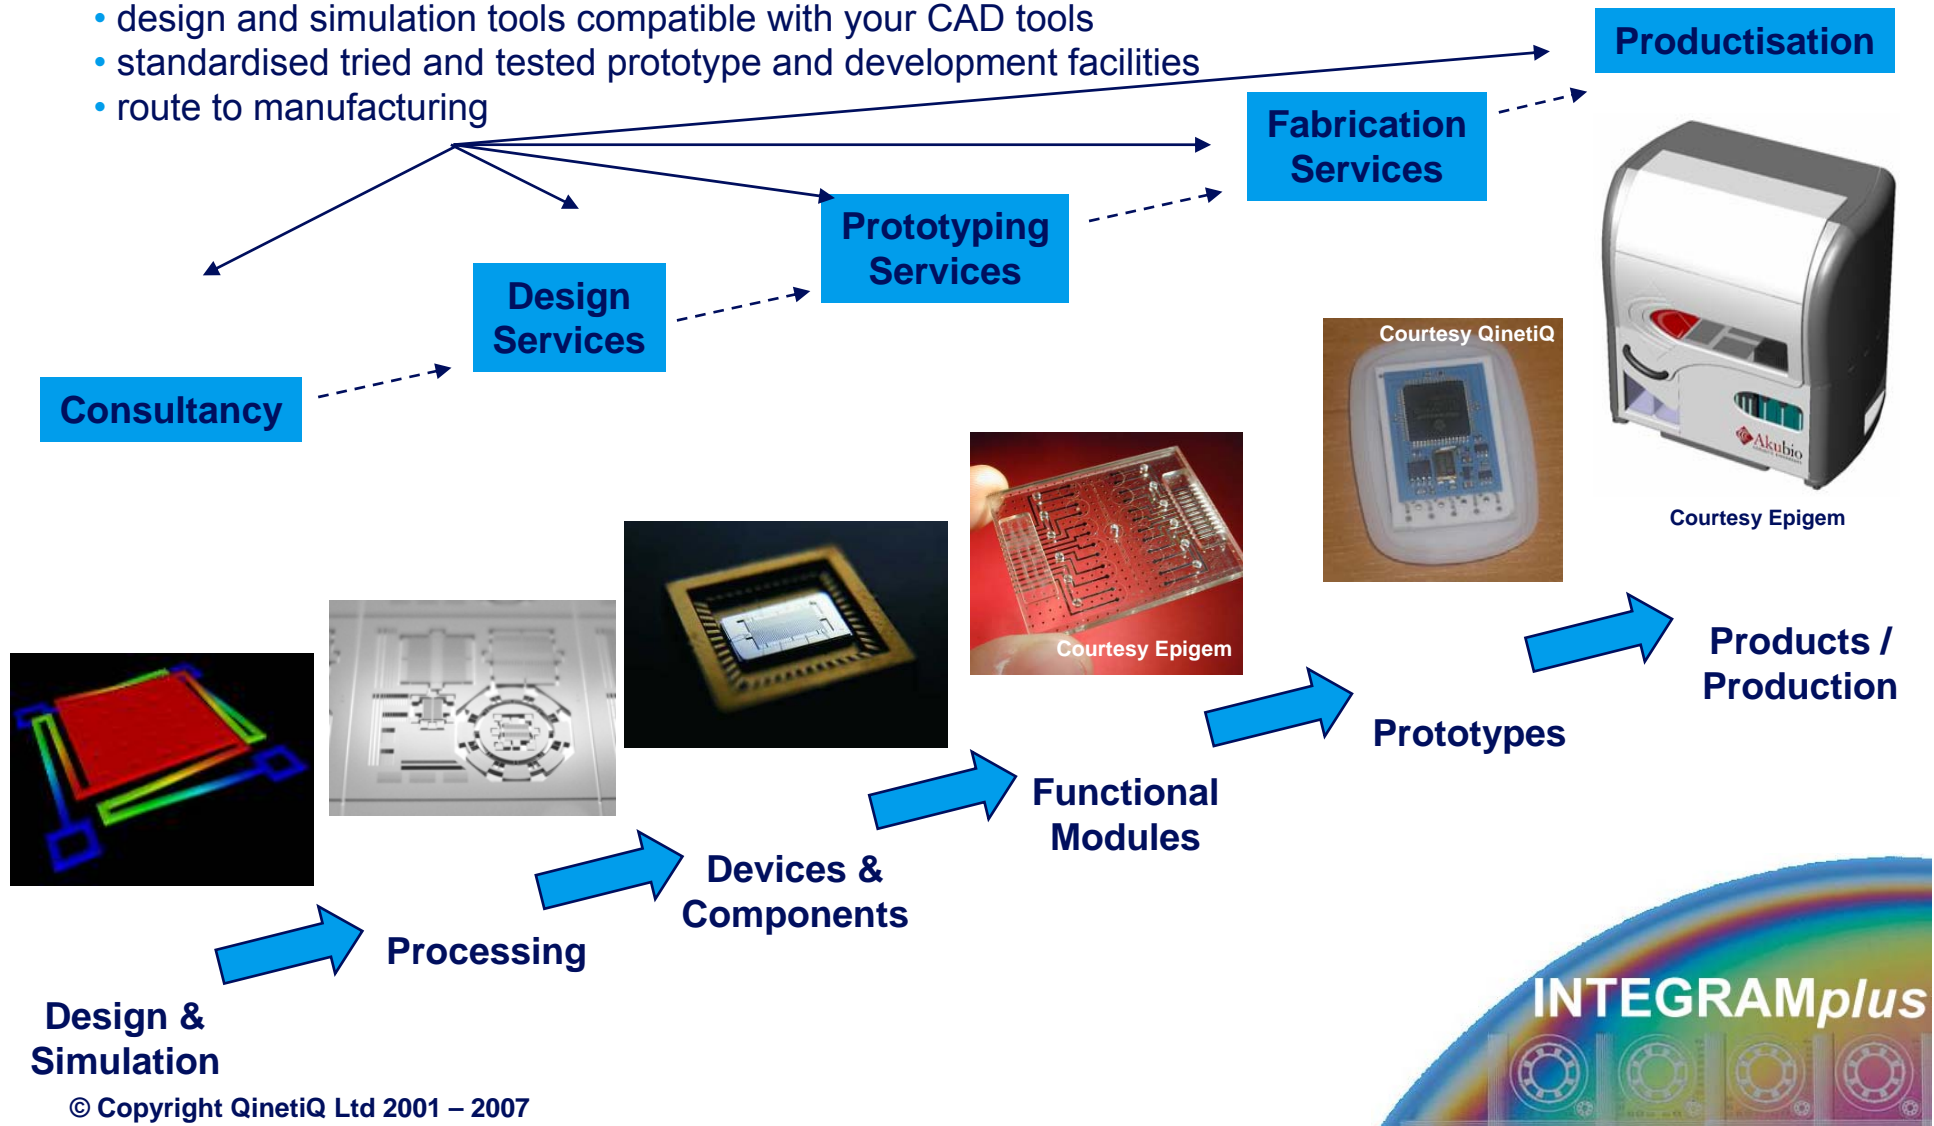 • design and simulation tools compatible with your CAD tools
• standardised tried and tested prototype and development facilities
• route to manufacturing
Productisation
Fabrication
Services
Prototyping
Services
Design
Services
Consultancy
Courtesy QinetiQ
Akubio
Courtesy Epigem
Courtesy Epigem
Products /
Production
Prototypes
Functional
Modules
Devices &
Components
Processing
Design &
Simulation
INTEGRAMplus
© Copyright QinetiQ Ltd 2001 – 2007